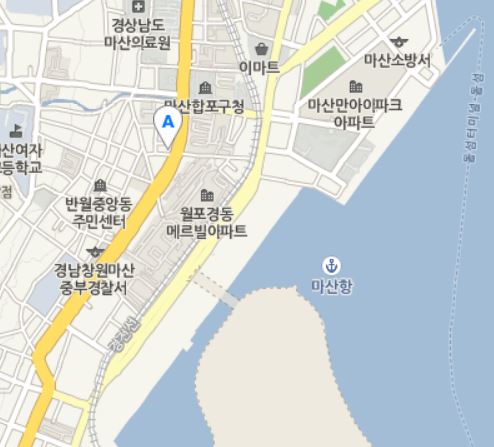 경상남도
마산의료원
이마트
마산소방서
마산합포구청
마산만아이파크
아파트
A
산여자
등학교
점
반월중앙동
주민센터
월포경동
메르빌아파트
경남창원마산
중부경찰서
마산항